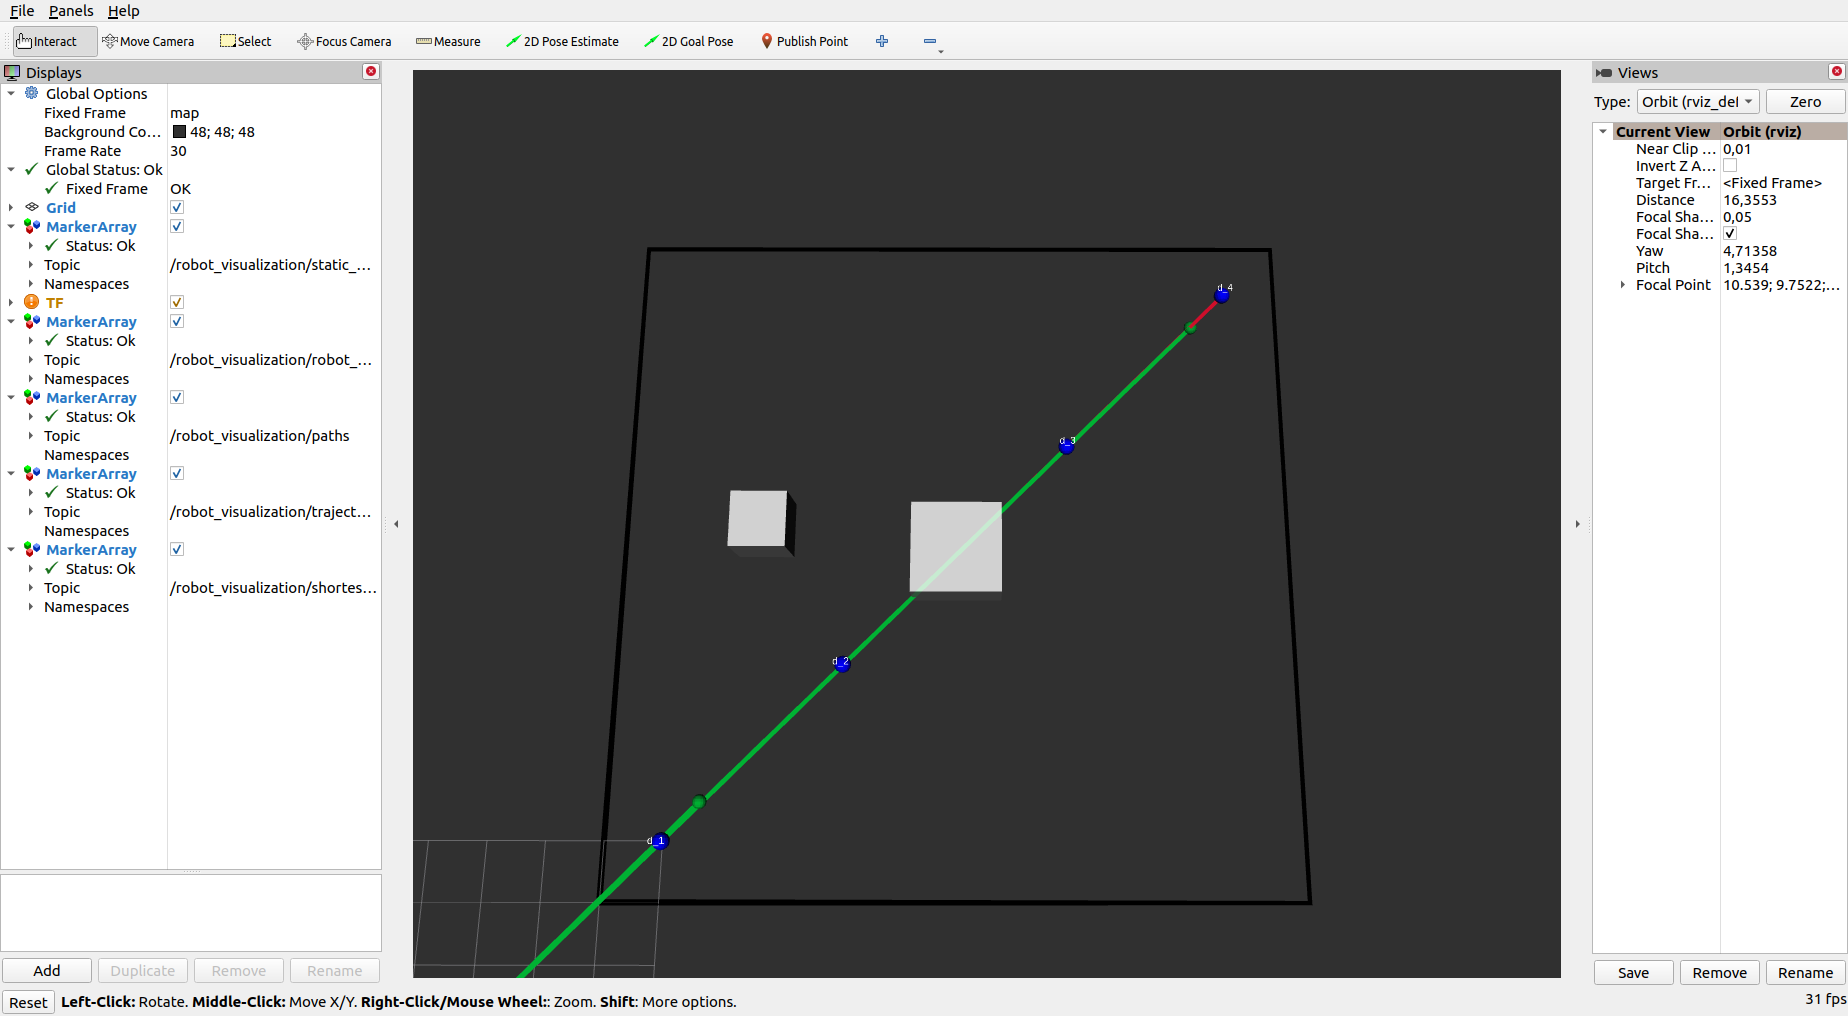 File Panels Help
Interact Move Camera Select Focus Camera Measure 2D Pose Estimate 2D Goal Pose Publish Point
Displays
Global Options
Fixed Frame map
Background Co... 48; 48; 48
Frame Rate 30
Global Status: Ok
Fixed Frame OK
Grid
MarkerArray
Status: Ok
Topic /robot_visualization/static_...
Namespaces
TF
MarkerArray
Status: Ok
Topic /robot_visualization/robot_...
Namespaces
MarkerArray
Status: Ok
Topic /robot_visualization/paths
Namespaces
MarkerArray
Status: Ok
Topic /robot_visualization/traject...
Namespaces
MarkerArray
Status: Ok
Topic /robot_visualization/shortes...
Namespaces
Add Duplicate Remove Rename
d_4
d_3
d_2
d_1
Views
Type: Orbit (rviz_def Zero
Current View Orbit (rviz)
Near Clip ... 0,01
Invert Z A...
Target Fr... <Fixed Frame>
Distance 16,3553
Focal Sha... 0,05
Focal Sha...
Yaw 4,71358
Pitch 1,3454
Focal Point 10.539; 9.7522;...
Save Remove Rename
Reset Left-Click: Rotate. Middle-Click: Move X/Y. Right-Click/Mouse Wheel:: Zoom. Shift: More options.
31 fps